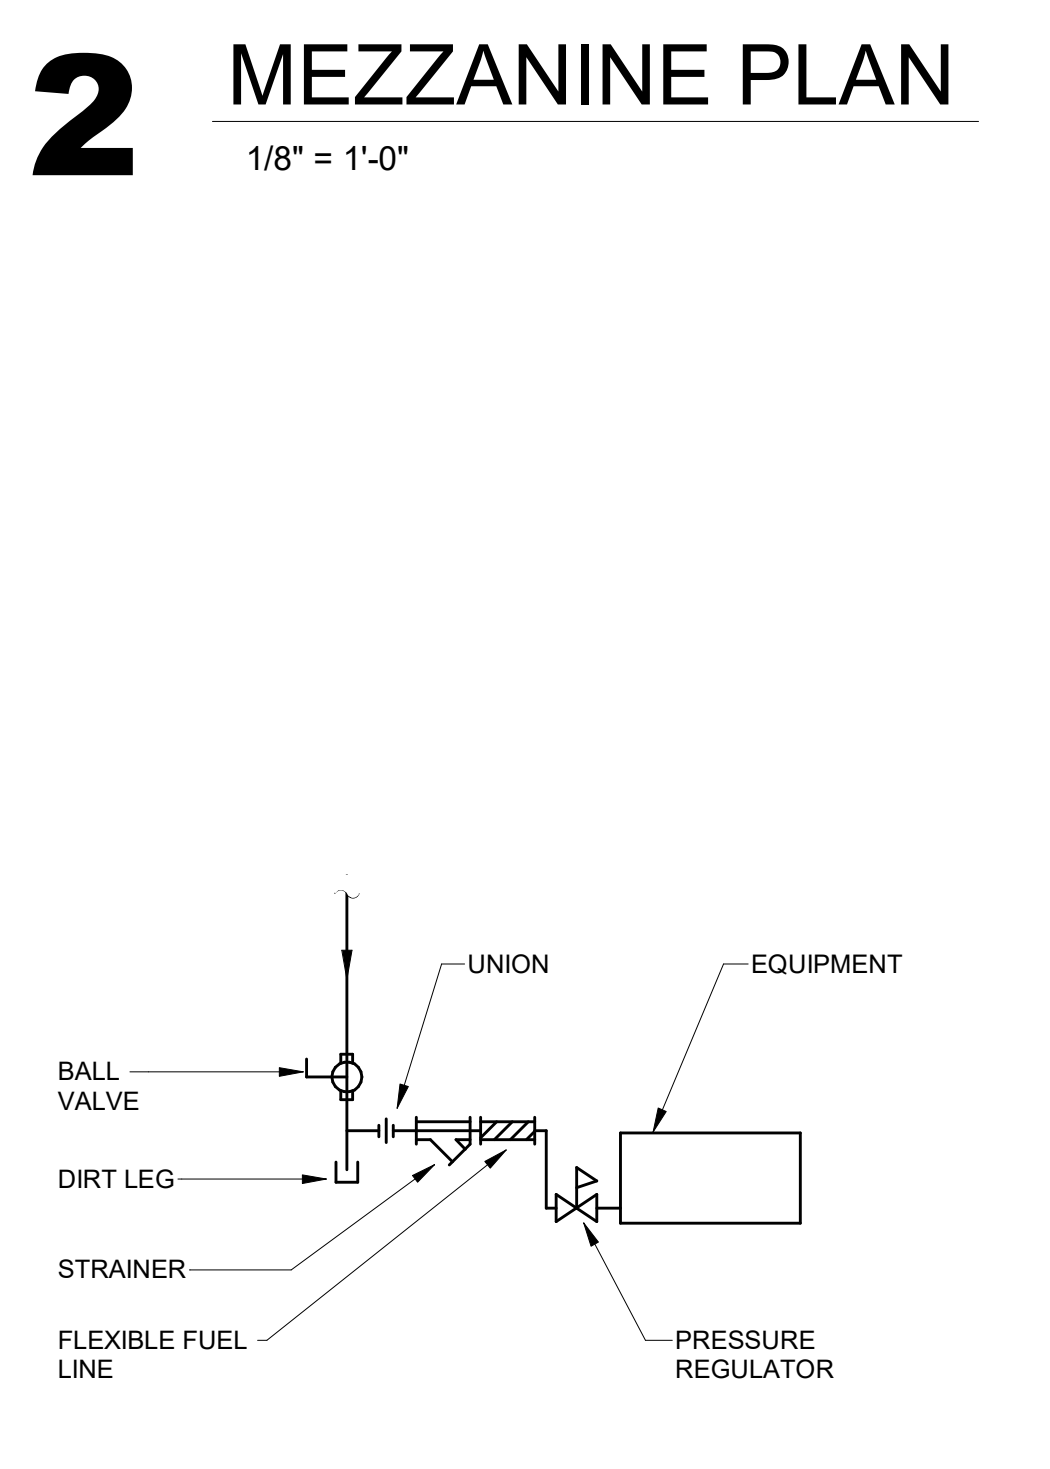 2 MEZZANINE PLAN
1/8" = 1'-0"
UNION
EQUIPMENT
BALL
VALVE
DIRT LEG
STRAINER
FLEXIBLE FUEL
LINE
PRESSURE
REGULATOR